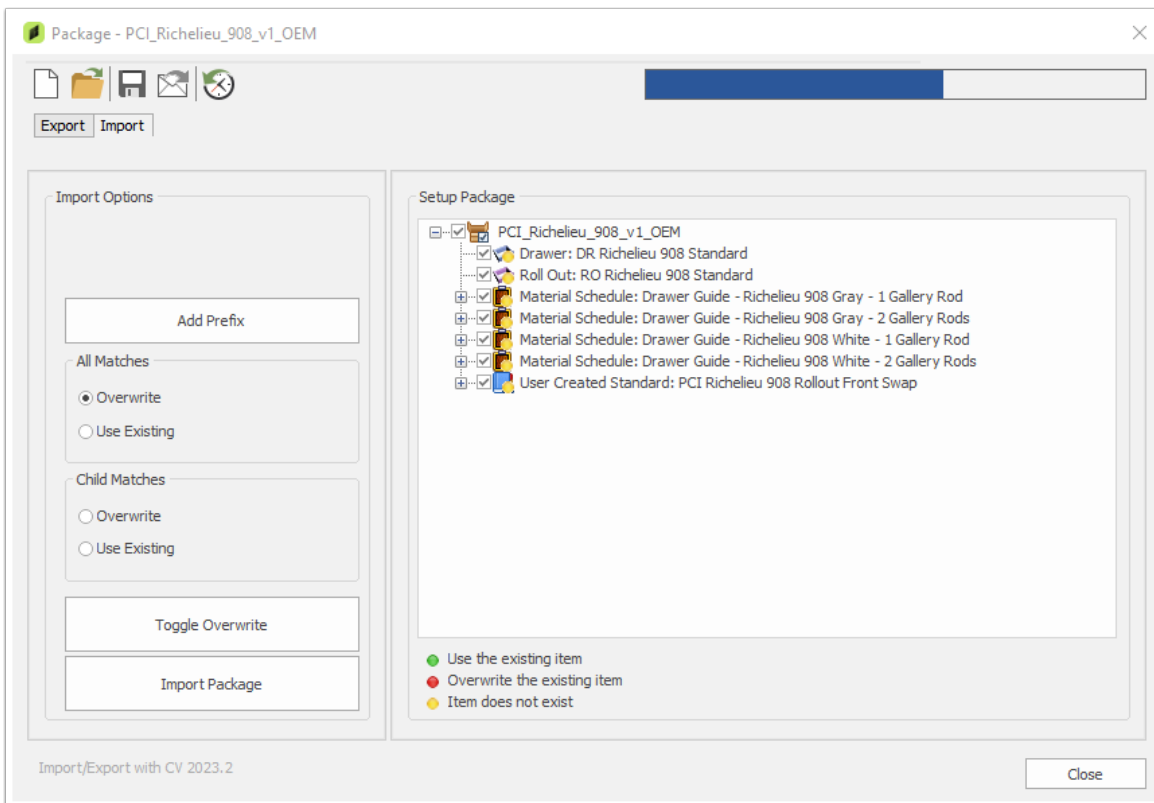 Package - PCI_Richelieu_908_v1_OEM
Export Import
Import Options
Add Prefix
All Matches
Overwrite
Use Existing
Child Matches
Overwrite
Use Existing
Toggle Overwrite
Import Package
Setup Package
PCI_Richelieu_908_v1_OEM
Drawer: DR Richelieu 908 Standard
Roll Out: RO Richelieu 908 Standard
Material Schedule: Drawer Guide - Richelieu 908 Gray - 1 Gallery Rod
Material Schedule: Drawer Guide - Richelieu 908 Gray - 2 Gallery Rods
Material Schedule: Drawer Guide - Richelieu 908 White - 1 Gallery Rod
Material Schedule: Drawer Guide - Richelieu 908 White - 2 Gallery Rods
User Created Standard: PCI Richelieu 908 Rollout Front Swap
Use the existing item
Overwrite the existing item
Item does not exist
Import/Export with CV 2023.2
Close